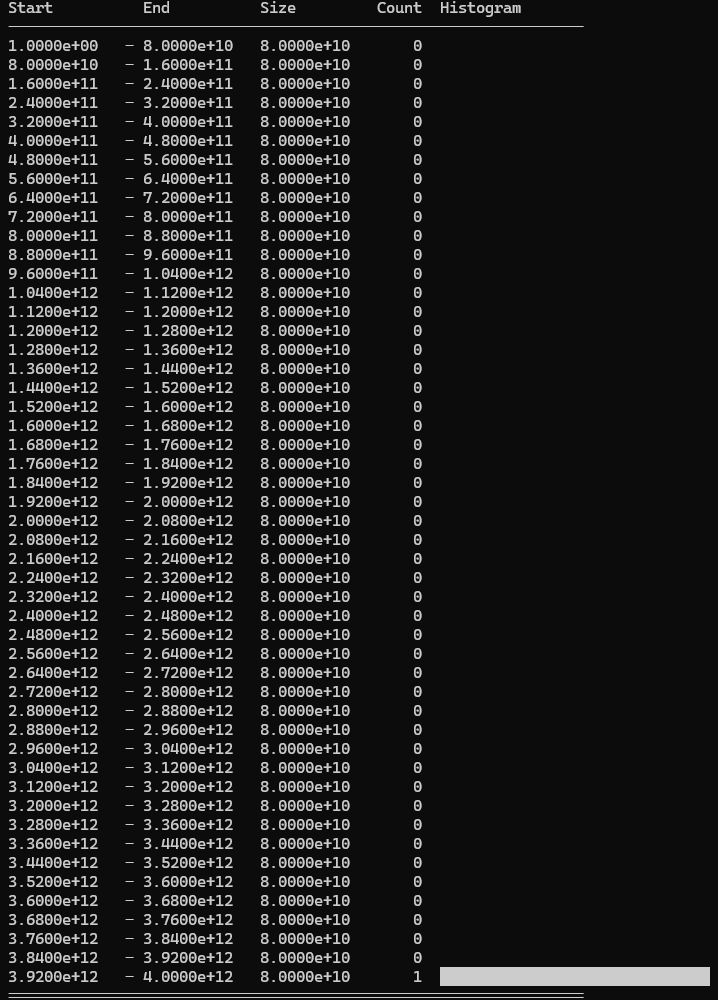 Start End Size Count Histogram
1.0000e+00 - 8.0000e+10 8.0000e+10 0
8.0000e+10 - 1.6000e+11 8.0000e+10 0
1.6000e+11 - 2.4000e+11 8.0000e+10 0
2.4000e+11 - 3.2000e+11 8.0000e+10 0
3.2000e+11 - 4.0000e+11 8.0000e+10 0
4.0000e+11 - 4.8000e+11 8.0000e+10 0
4.8000e+11 - 5.6000e+11 8.0000e+10 0
5.6000e+11 - 6.4000e+11 8.0000e+10 0
6.4000e+11 - 7.2000e+11 8.0000e+10 0
7.2000e+11 - 8.0000e+11 8.0000e+10 0
8.0000e+11 - 8.8000e+11 8.0000e+10 0
8.8000e+11 - 9.6000e+11 8.0000e+10 0
9.6000e+11 - 1.0400e+12 8.0000e+10 0
1.0400e+12 - 1.1200e+12 8.0000e+10 0
1.1200e+12 - 1.2000e+12 8.0000e+10 0
1.2000e+12 - 1.2800e+12 8.0000e+10 0
1.2800e+12 - 1.3600e+12 8.0000e+10 0
1.3600e+12 - 1.4400e+12 8.0000e+10 0
1.4400e+12 - 1.5200e+12 8.0000e+10 0
1.5200e+12 - 1.6000e+12 8.0000e+10 0
1.6000e+12 - 1.6800e+12 8.0000e+10 0
1.6800e+12 - 1.7600e+12 8.0000e+10 0
1.7600e+12 - 1.8400e+12 8.0000e+10 0
1.8400e+12 - 1.9200e+12 8.0000e+10 0
1.9200e+12 - 2.0000e+12 8.0000e+10 0
2.0000e+12 - 2.0800e+12 8.0000e+10 0
2.0800e+12 - 2.1600e+12 8.0000e+10 0
2.1600e+12 - 2.2400e+12 8.0000e+10 0
2.2400e+12 - 2.3200e+12 8.0000e+10 0
2.3200e+12 - 2.4000e+12 8.0000e+10 0
2.4000e+12 - 2.4800e+12 8.0000e+10 0
2.4800e+12 - 2.5600e+12 8.0000e+10 0
2.5600e+12 - 2.6400e+12 8.0000e+10 0
2.6400e+12 - 2.7200e+12 8.0000e+10 0
2.7200e+12 - 2.8000e+12 8.0000e+10 0
2.8000e+12 - 2.8800e+12 8.0000e+10 0
2.8800e+12 - 2.9600e+12 8.0000e+10 0
2.9600e+12 - 3.0400e+12 8.0000e+10 0
3.0400e+12 - 3.1200e+12 8.0000e+10 0
3.1200e+12 - 3.2000e+12 8.0000e+10 0
3.2000e+12 - 3.2800e+12 8.0000e+10 0
3.2800e+12 - 3.3600e+12 8.0000e+10 0
3.3600e+12 - 3.4400e+12 8.0000e+10 0
3.4400e+12 - 3.5200e+12 8.0000e+10 0
3.5200e+12 - 3.6000e+12 8.0000e+10 0
3.6000e+12 - 3.6800e+12 8.0000e+10 0
3.6800e+12 - 3.7600e+12 8.0000e+10 0
3.7600e+12 - 3.8400e+12 8.0000e+10 0
3.8400e+12 - 3.9200e+12 8.0000e+10 0
3.9200e+12 - 4.0000e+12 8.0000e+10 1